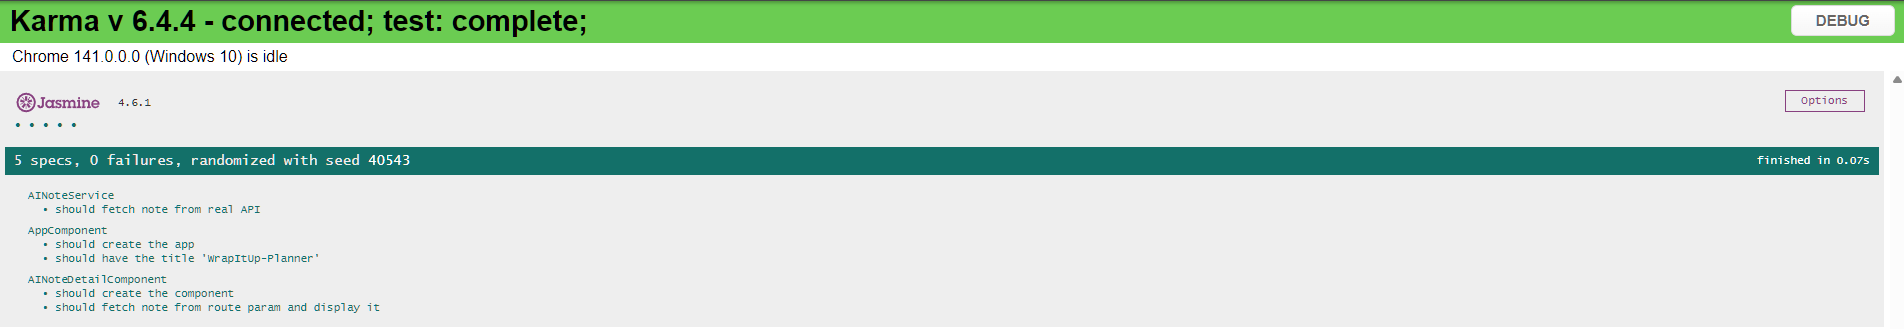 Karma v 6.4.4 - connected; test: complete;
DEBUG
Chrome 141.0.0.0 (Windows 10) is idle
Jasmine 4.6.1
Options
• • • • •
5 specs, 0 failures, randomized with seed 40543
finished in 0.07s
AINoteService
• should fetch note from real API
AppComponent
• should create the app
• should have the title 'WrapItUp-Planner'
AINoteDetailComponent
• should create the component
• should fetch note from route param and display it